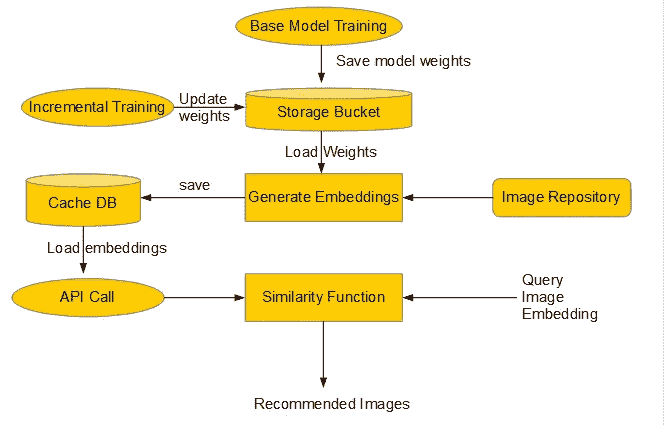 Base Model Training
Save model weights
Incremental Training
Update
weights
Storage Bucket
Load Weights
Cache DB
save
Generate Embeddings
Image Repository
Load embeddings
API Call
Similarity Function
Query
Image
Embedding
Recommended Images